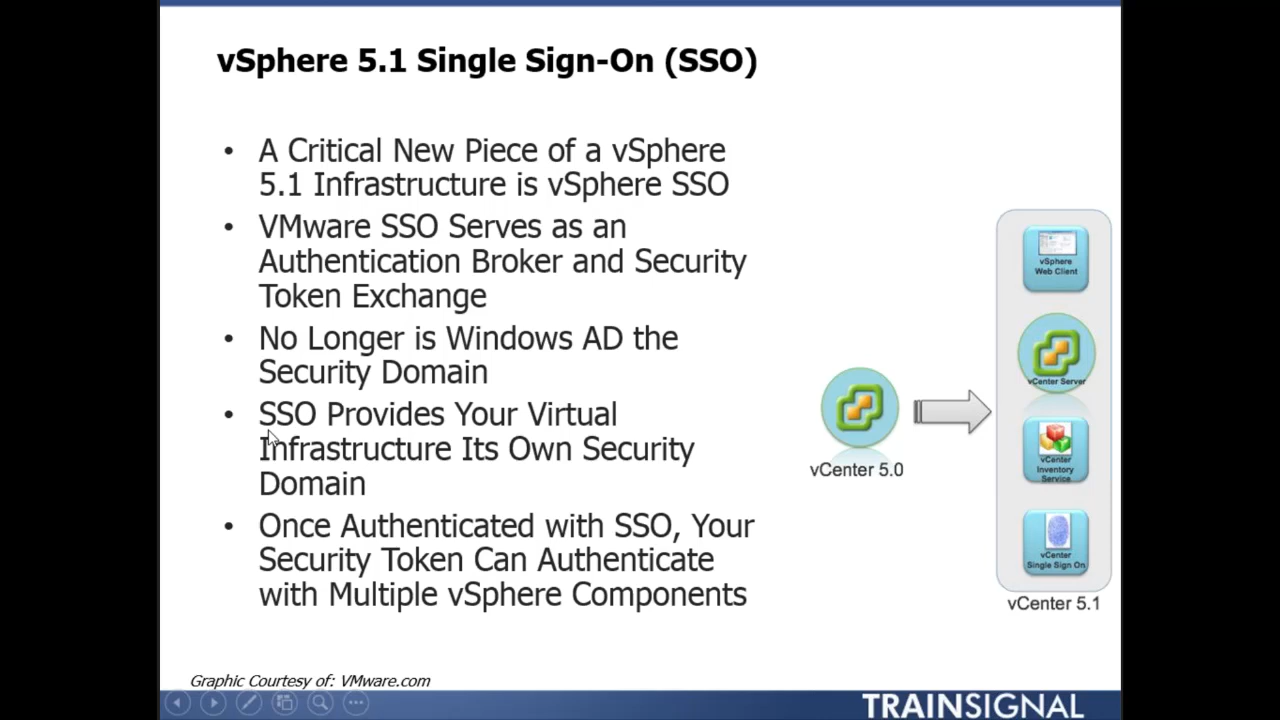 vSphere 5.1 Single Sign-On (SSO)
• A Critical New Piece of a vSphere
5.1 Infrastructure is vSphere SSO
• VMware SSO Serves as an
Authentication Broker and Security
Token Exchange
• No Longer is Windows AD the
Security Domain
• SSO Provides Your Virtual
Infrastructure Its Own Security
Domain
• Once Authenticated with SSO, Your
Security Token Can Authenticate
with Multiple vSphere Components
vCenter 5.0
vSphere
Web Client
vCenter Server
vCenter
Inventory
Service
vCenter
Single Sign On
vCenter 5.1
Graphic Courtesy of: VMware.com
TRAINSIGNAL